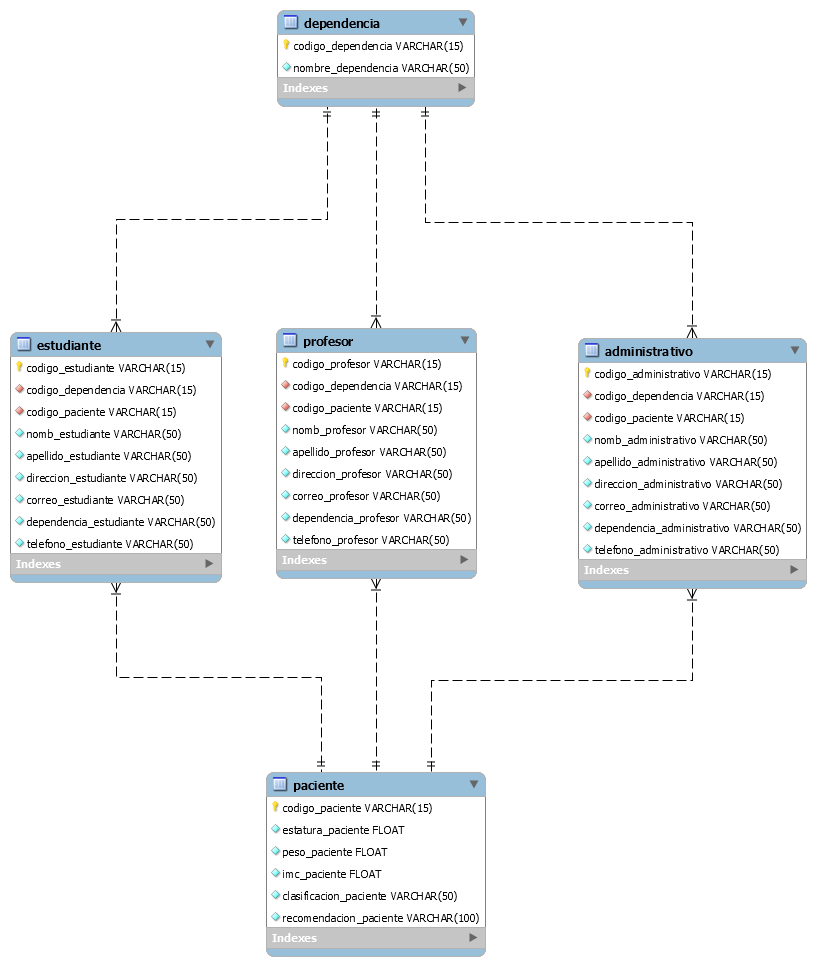 dependencia
codigo_dependencia VARCHAR(15)
nombre_dependencia VARCHAR(50)
Indexes
estudiante
codigo_estudiante VARCHAR(15)
codigo_dependencia VARCHAR(15)
codigo_paciente VARCHAR(15)
nomb_estudiante VARCHAR(50)
apellido_estudiante VARCHAR(50)
direccion_estudiante VARCHAR(50)
correo_estudiante VARCHAR(50)
dependencia_estudiante VARCHAR(50)
telefono_estudiante VARCHAR(50)
Indexes
profesor
codigo_profesor VARCHAR(15)
codigo_dependencia VARCHAR(15)
codigo_paciente VARCHAR(15)
nomb_profesor VARCHAR(50)
apellido_profesor VARCHAR(50)
direccion_profesor VARCHAR(50)
correo_profesor VARCHAR(50)
dependencia_profesor VARCHAR(50)
telefono_profesor VARCHAR(50)
Indexes
administrativo
codigo_administrativo VARCHAR(15)
codigo_dependencia VARCHAR(15)
codigo_paciente VARCHAR(15)
nomb_administrativo VARCHAR(50)
apellido_administrativo VARCHAR(50)
direccion_administrativo VARCHAR(50)
correo_administrativo VARCHAR(50)
dependencia_administrativo VARCHAR(50)
telefono_administrativo VARCHAR(50)
Indexes
paciente
codigo_paciente VARCHAR(15)
estatura_paciente FLOAT
peso_paciente FLOAT
imc_paciente FLOAT
clasificacion_paciente VARCHAR(50)
recomendacion_paciente VARCHAR(100)
Indexes